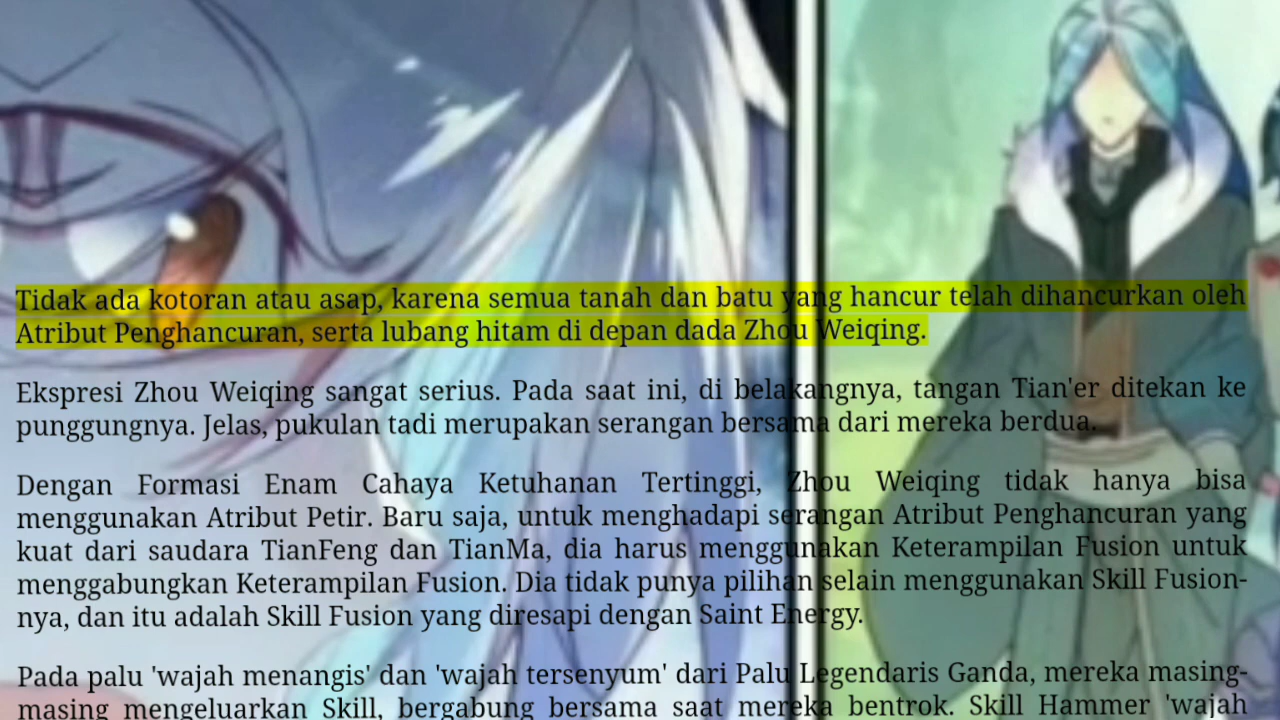 Tidak ada kotoran atau asap, karena semua tanah dan batu yang hancur telah dihancurkan oleh
Atribut Penghancuran, serta lubang hitam di depan dada Zhou Weiqing.
Ekspresi Zhou Weiqing sangat serius. Pada saat ini, di belakangnya, tangan Tian'er ditekan ke
punggungnya. Jelas, pukulan tadi merupakan serangan bersama dari mereka berdua.
Dengan Formasi Enam Cahaya Ketuhanan Tertinggi, Zhou Weiqing tidak hanya bisa
menggunakan Atribut Petir. Baru saja, untuk menghadapi serangan Atribut Penghancuran yang
kuat dari saudara TianFeng dan TianMa, dia harus menggunakan Keterampilan Fusion untuk
menggabungkan Keterampilan Fusion. Dia tidak punya pilihan selain menggunakan Skill Fusion-
nya, dan itu adalah Skill Fusion yang diresapi dengan Saint Energy.
Pada palu 'wajah menangis' dan 'wajah tersenyum' dari Palu Legendaris Ganda, mereka masing-
masing mengeluarkan Skill, bergabung bersama saat mereka bentrok. Skill Hammer 'wajah